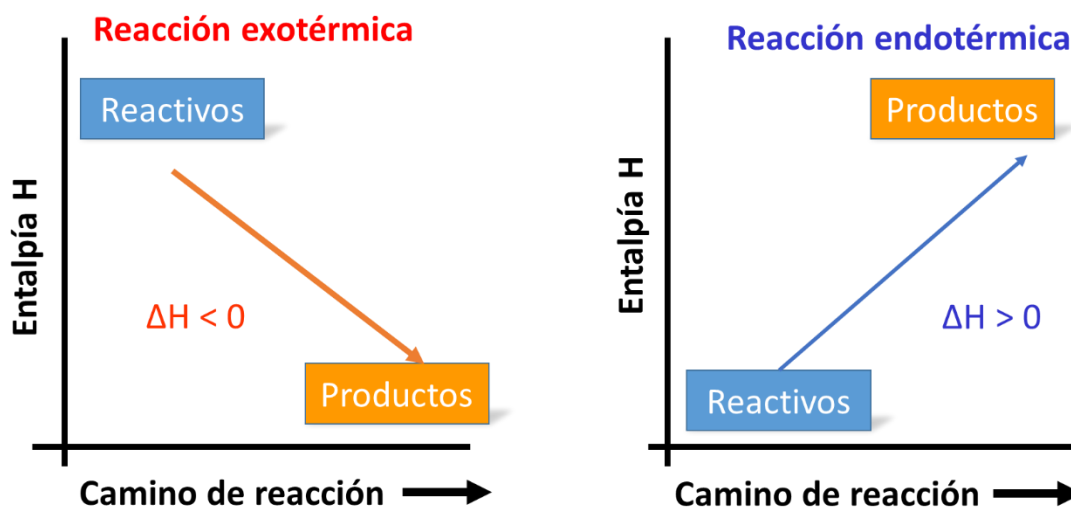 Reacción exotérmica
Reactivos
Entalpía H
ΔH < 0
Productos
Camino de reacción
Reacción endotérmica
Productos
Entalpía H
ΔH > 0
Reactivos
Camino de reacción